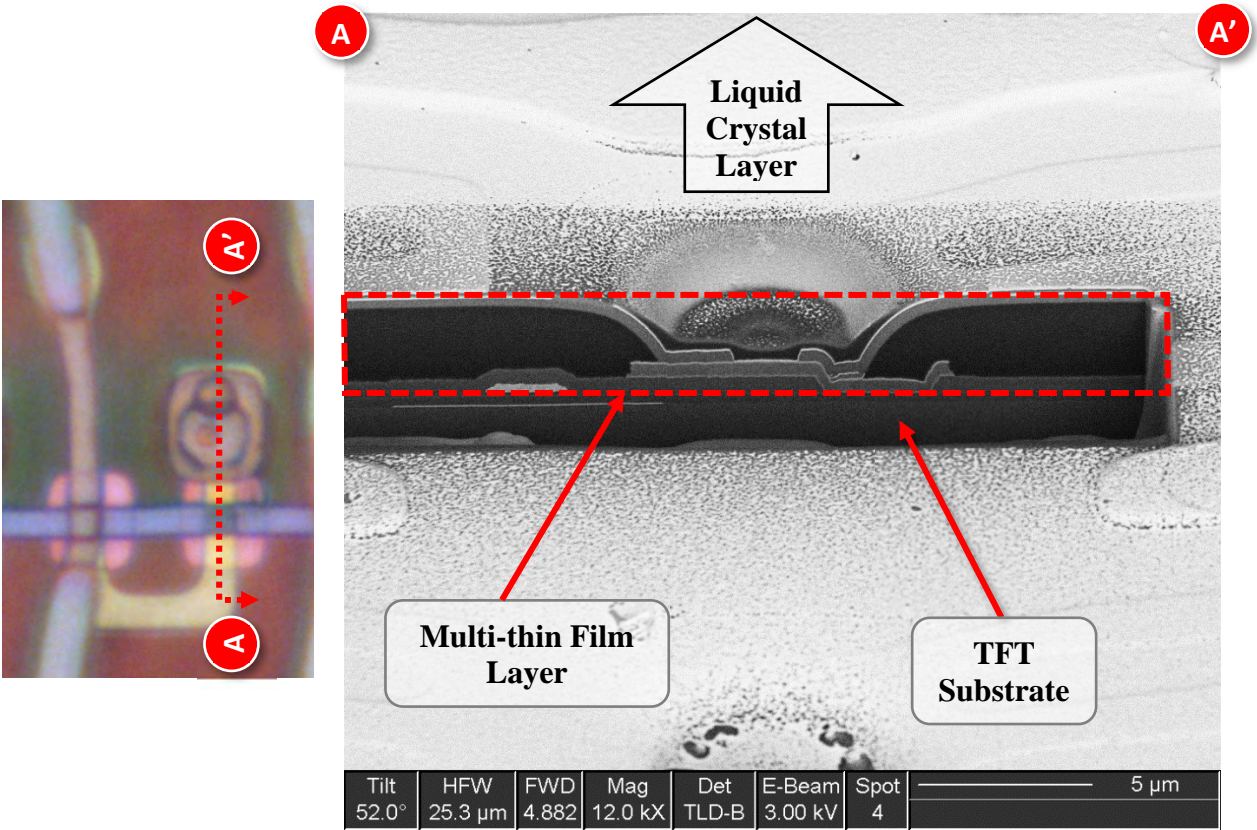 A
A'
Liquid
Crystal
Layer
A'
A
Multi-thin Film
Layer
TFT
Substrate
Tilt HFW FWD Mag Det E-Beam Spot 5 µm
52.0° 25.3 µm 4.882 12.0 kX TLD-B 3.00 kV 4